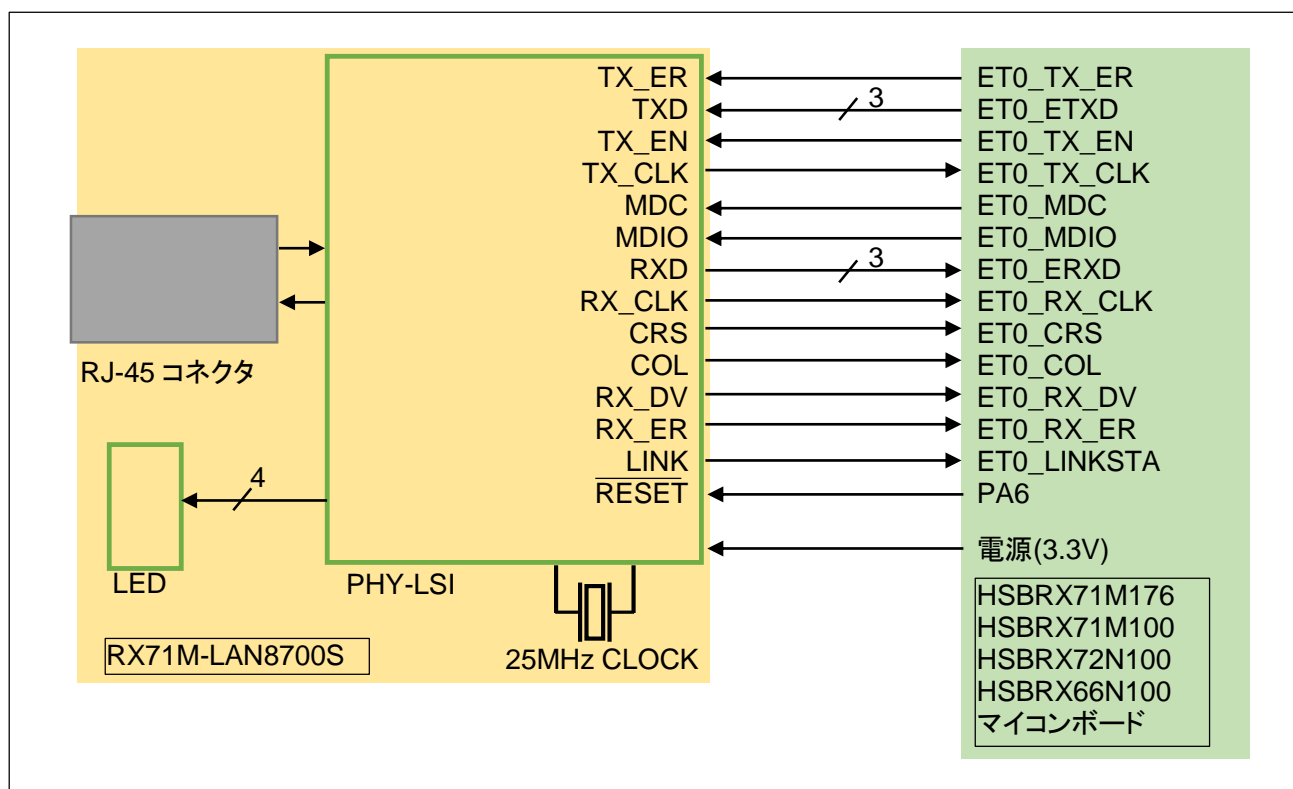 TX_ER
TXD
TX_EN
TX_CLK
MDC
MDIO
RXD
RX_CLK
CRS
COL
RX_DV
RX_ER
LINK
RESET
3
3
ET0_TX_ER
ET0_ETXD
ET0_TX_EN
ET0_TX_CLK
ET0_MDC
ET0_MDIO
ET0_ERXD
ET0_RX_CLK
ET0_CRS
ET0_COL
ET0_RX_DV
ET0_RX_ER
ET0_LINKSTA
PA6
電源(3.3V)
RJ-45 コネクタ
4
LED
PHY-LSI
25MHz CLOCK
RX71M-LAN8700S
HSBRX71M176
HSBRX71M100
HSBRX72N100
HSBRX66N100
マイコンボード